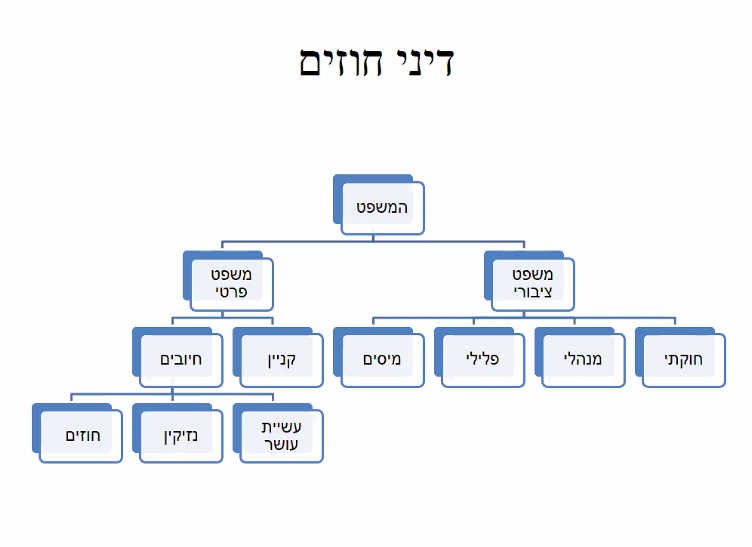 דיני חוזים
המשפט
משפט
ציבורי
משפט
פרטי
חוקתי
מנהלי
פלילי
מיסים
קניין
חיובים
עשיית
עושר
נזיקין
חוזים